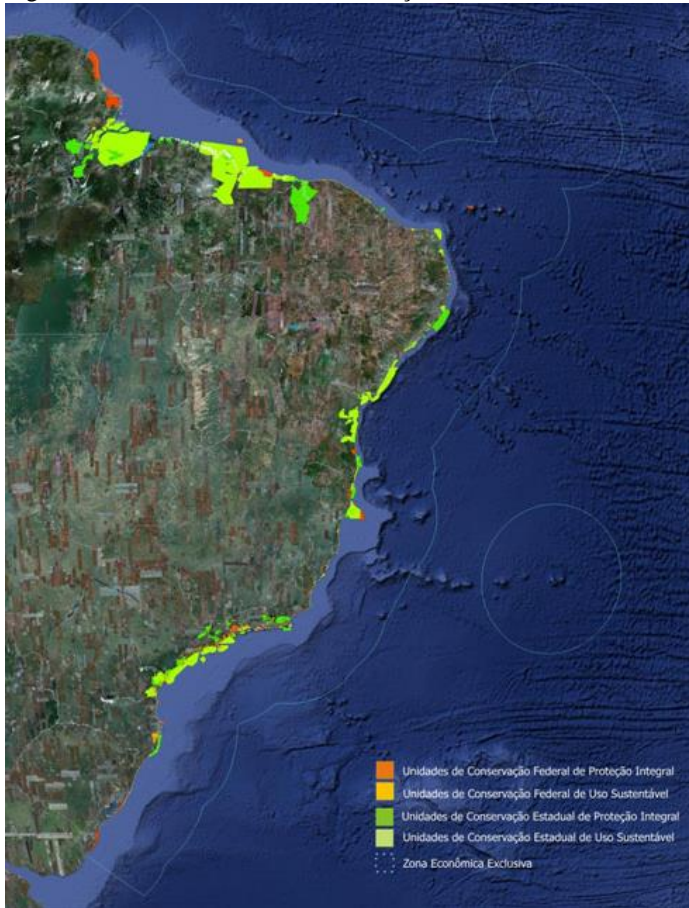 Unidades de Conservação Federal de Proteção Integral
Unidades de Conservação Federal de Uso Sustentável
Unidades de Conservação Estadual de Proteção Integral
Unidades de Conservação Estadual de Uso Sustentável
Zona Econômica Exclusiva